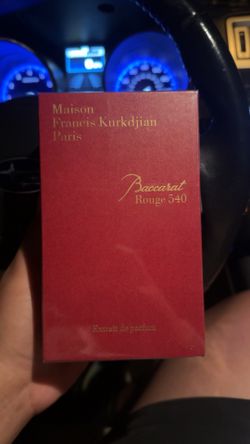 Maison
Francis Kurkdjian
Paris
Baccarat
Rouge 540
Extrait de parfum